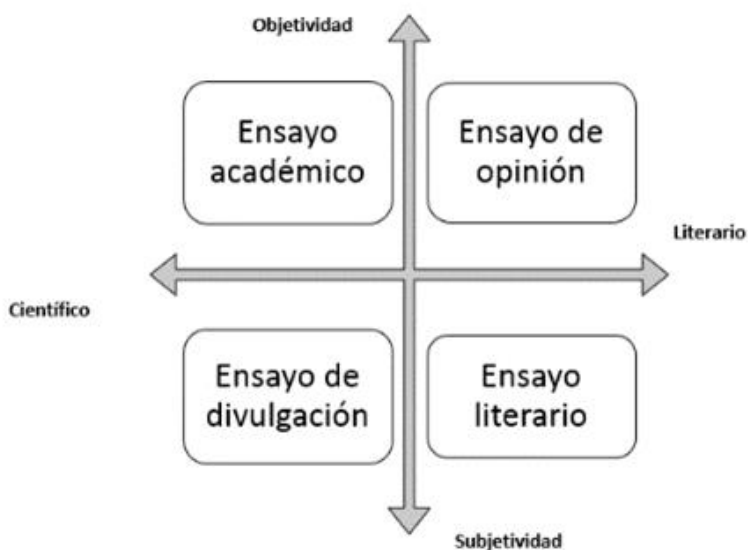 Objetividad
Ensayo
académico
Ensayo de
opinión
Literario
Científico
Ensayo de
divulgación
Ensayo
literario
Subjetividad